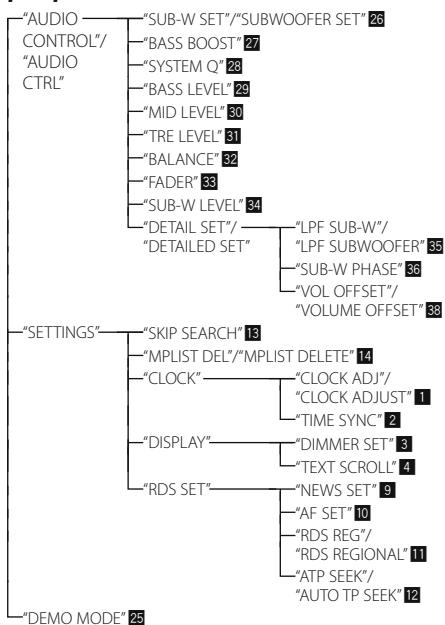 “AUDIO CONTROL”/ “AUDIO CTRL”
“SUB-W SET”/“SUBWOOFER SET” 26
“BASS BOOST” 27
“SYSTEM Q” 28
“BASS LEVEL” 29
“MID LEVEL” 30
“TRE LEVEL” 31
“BALANCE” 32
“FADER” 33
“SUB-W LEVEL” 34
“DETAIL SET”/
“DETAILED SET”
“LPF SUB-W”/
“LPF SUBWOOFER” 35
“SUB-W PHASE” 36
“VOL OFFSET”/
“VOLUME OFFSET” 38
“SETTINGS”
“SKIP SEARCH” 13
“MPLIST DEL”/“MPLIST DELETE” 14
“CLOCK”
“CLOCK ADJ”/
“CLOCK ADJUST” 1
“TIME SYNC” 2
“DISPLAY”
“DIMMER SET” 3
“TEXT SCROLL” 4
“RDS SET”
“NEWS SET” 9
“AF SET” 10
“RDS REG”/
“RDS REGIONAL” 11
“ATP SEEK”/
“AUTO TP SEEK” 12
“DEMO MODE” 25